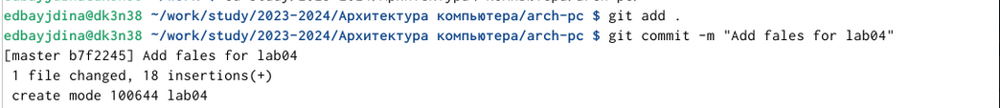 edbayjdina@dk3n38 ~/work/study/2023-2024/Архитектура компьютера/arch-pc $ git add .
edbayjdina@dk3n38 ~/work/study/2023-2024/Архитектура компьютера/arch-pc $ git commit -m "Add fales for lab04"
[master b7f2245] Add fales for lab04
1 file changed, 18 insertions(+)
create mode 100644 lab04